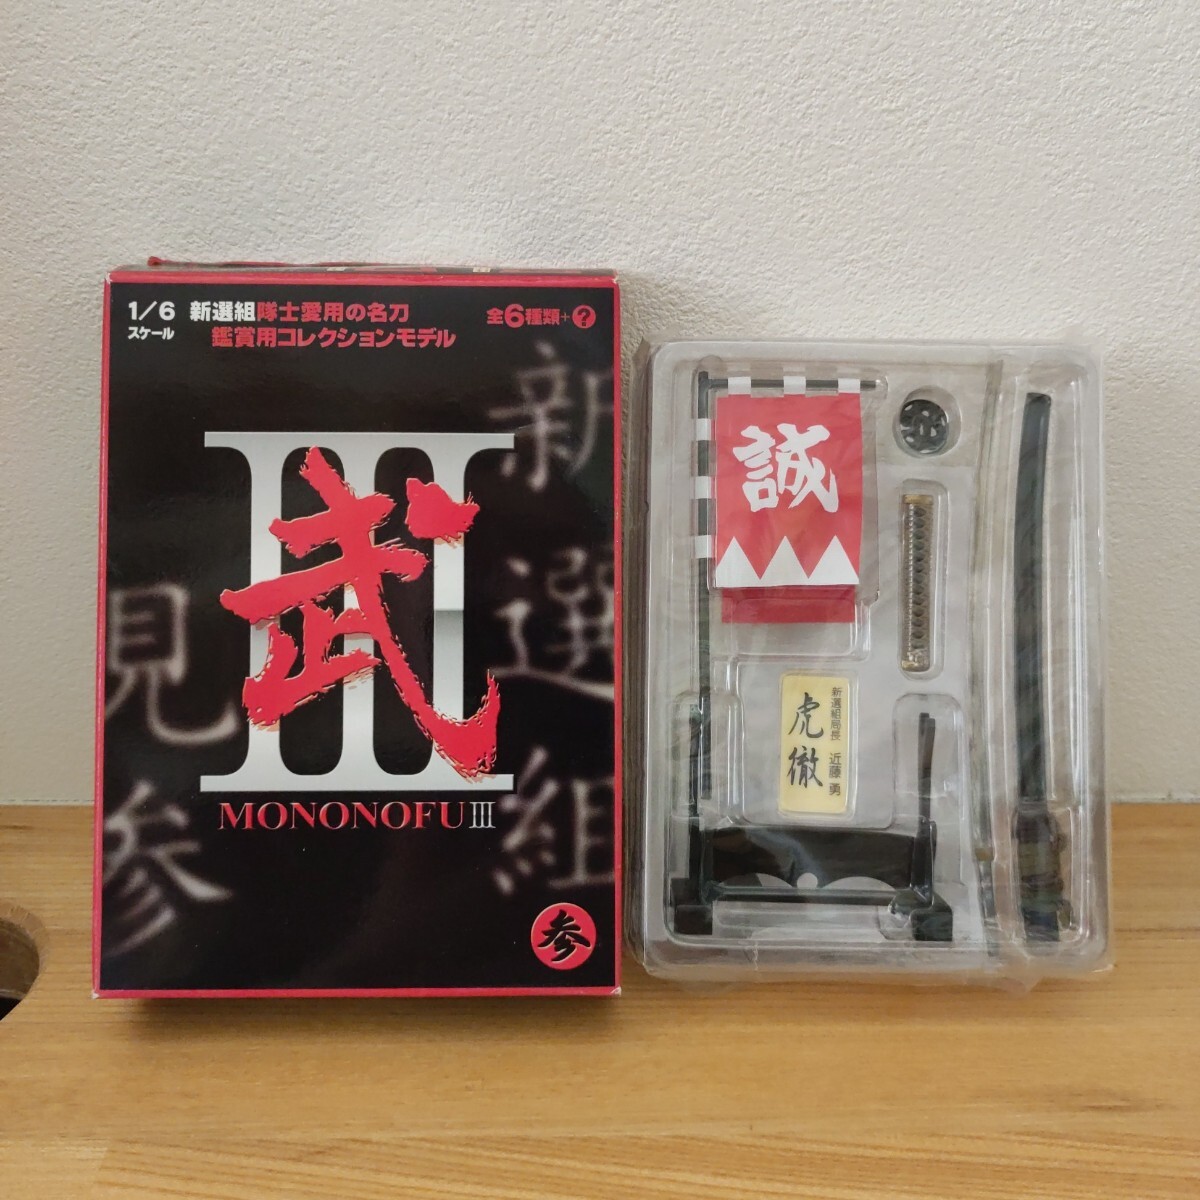 1/6
スケール
新選組隊士愛用の名刀
鑑賞用コレクションモデル
全6種類+?
新選組
見参
武
III
MONONOFU III
参
誠
新選組局長 近藤 勇
虎徹